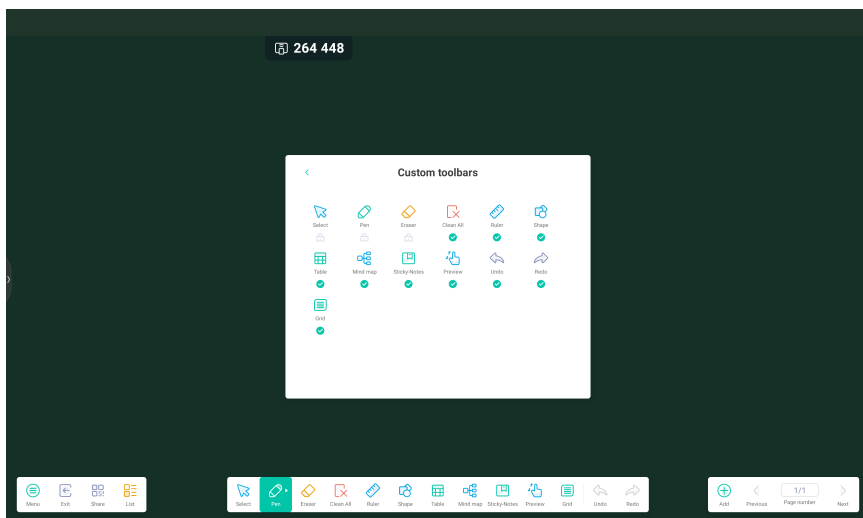 264 448
Custom toolbars
Select Pen Eraser Clean All Ruler Shape
Table Mind map Sticky-Notes Preview Undo Redo
Grid
Menu Exit Share List
Select Pen Eraser Clean All Ruler Shape Table Mind map Sticky-Notes Preview Grid Undo Redo
Add Previous 1/1 Page number Next